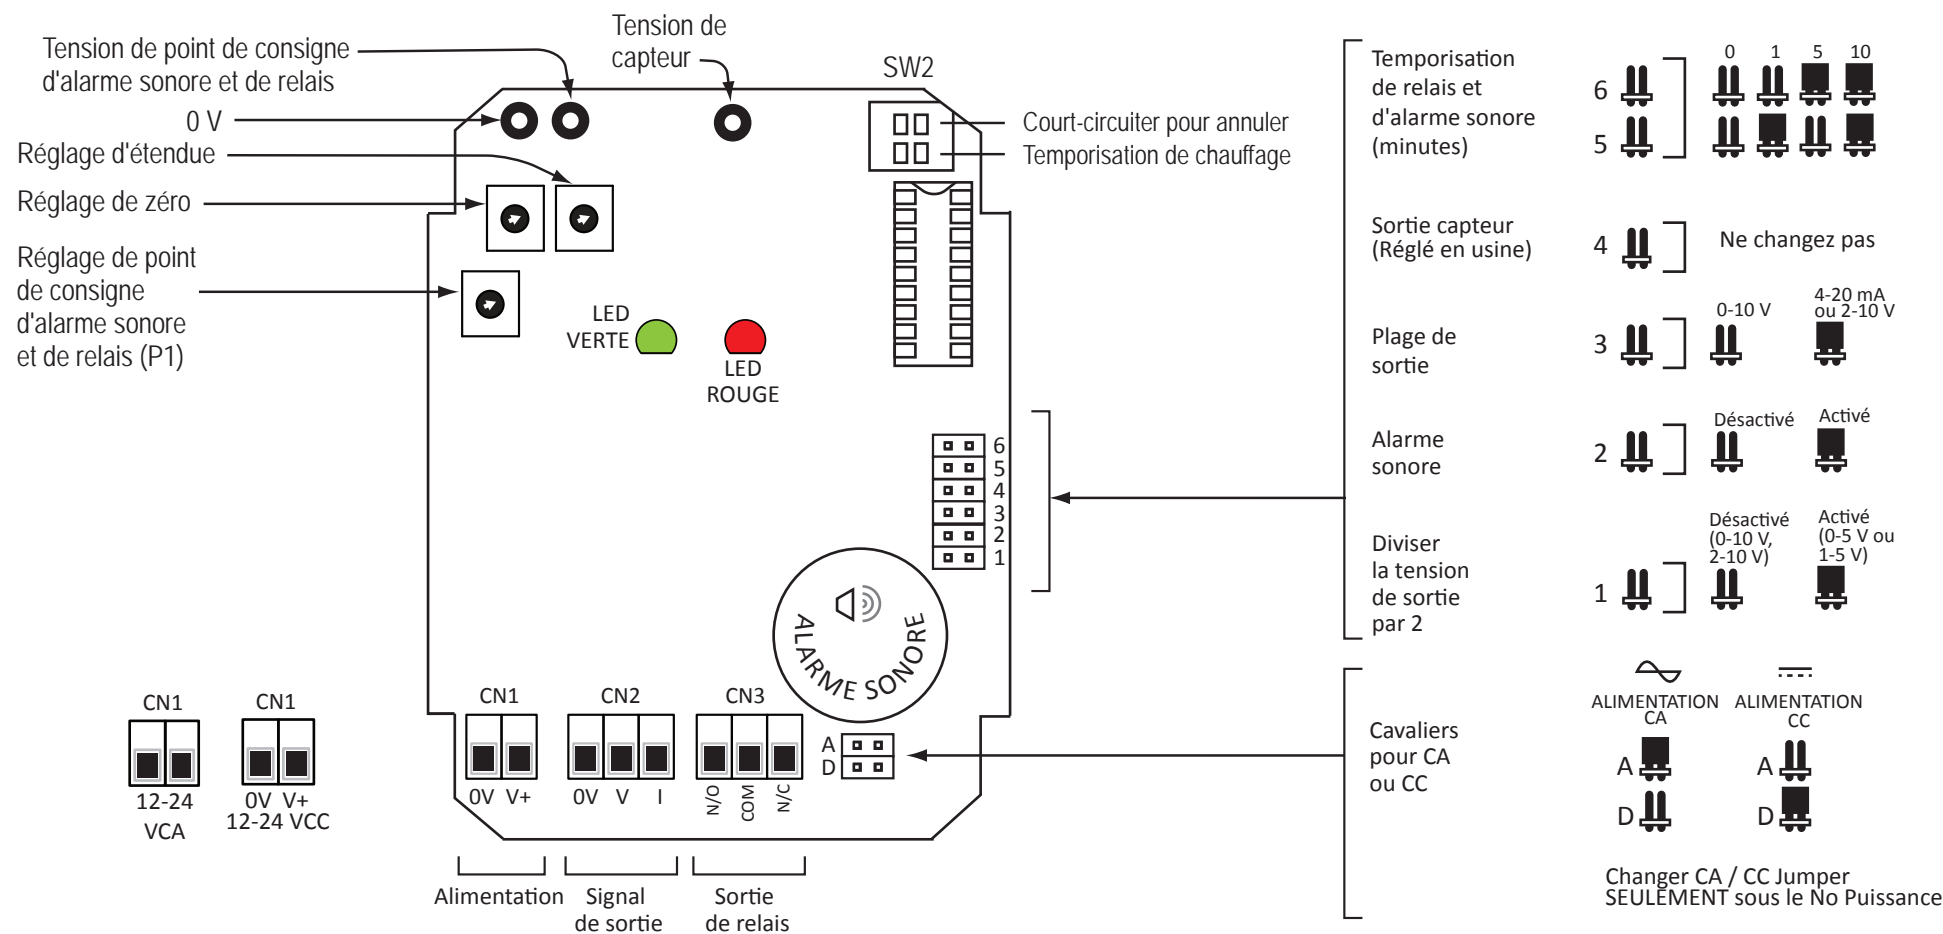 Tension de point de consigne
d'alarme sonore et de relais
0 V
Réglage d'étendue
Réglage de zéro
Réglage de point
de consigne
d'alarme sonore
et de relais (P1)
Tension de
capteur
SW2
Court-circuiter pour annuler
Temporisation de chauffage
LED
VERTE
LED
ROUGE
6
5
4
3
2
1
ALARME SONORE
CN1
12-24
VCA
CN1
0V V+
12-24 VCC
CN1
0V V+
CN2
0V V I
CN3
N/O COM N/C
A
D
Alimentation
Signal
de sortie
Sortie
de relais
Temporisation
de relais et
d'alarme sonore
(minutes)
6
5
0 1 5 10
Sortie capteur
(Réglé en usine)
4
Ne changez pas
Plage de
sortie
3
0-10 V
4-20 mA
ou 2-10 V
Alarme
sonore
2
Désactivé
Activé
Diviser
la tension
de sortie
par 2
1
Désactivé
(0-10 V,
2-10 V)
Activé
(0-5 V ou
1-5 V)
Cavaliers
pour CA
ou CC
ALIMENTATION
CA
A
D
ALIMENTATION
CC
A
D
Changer CA / CC Jumper
SEULEMENT sous le No Puissance